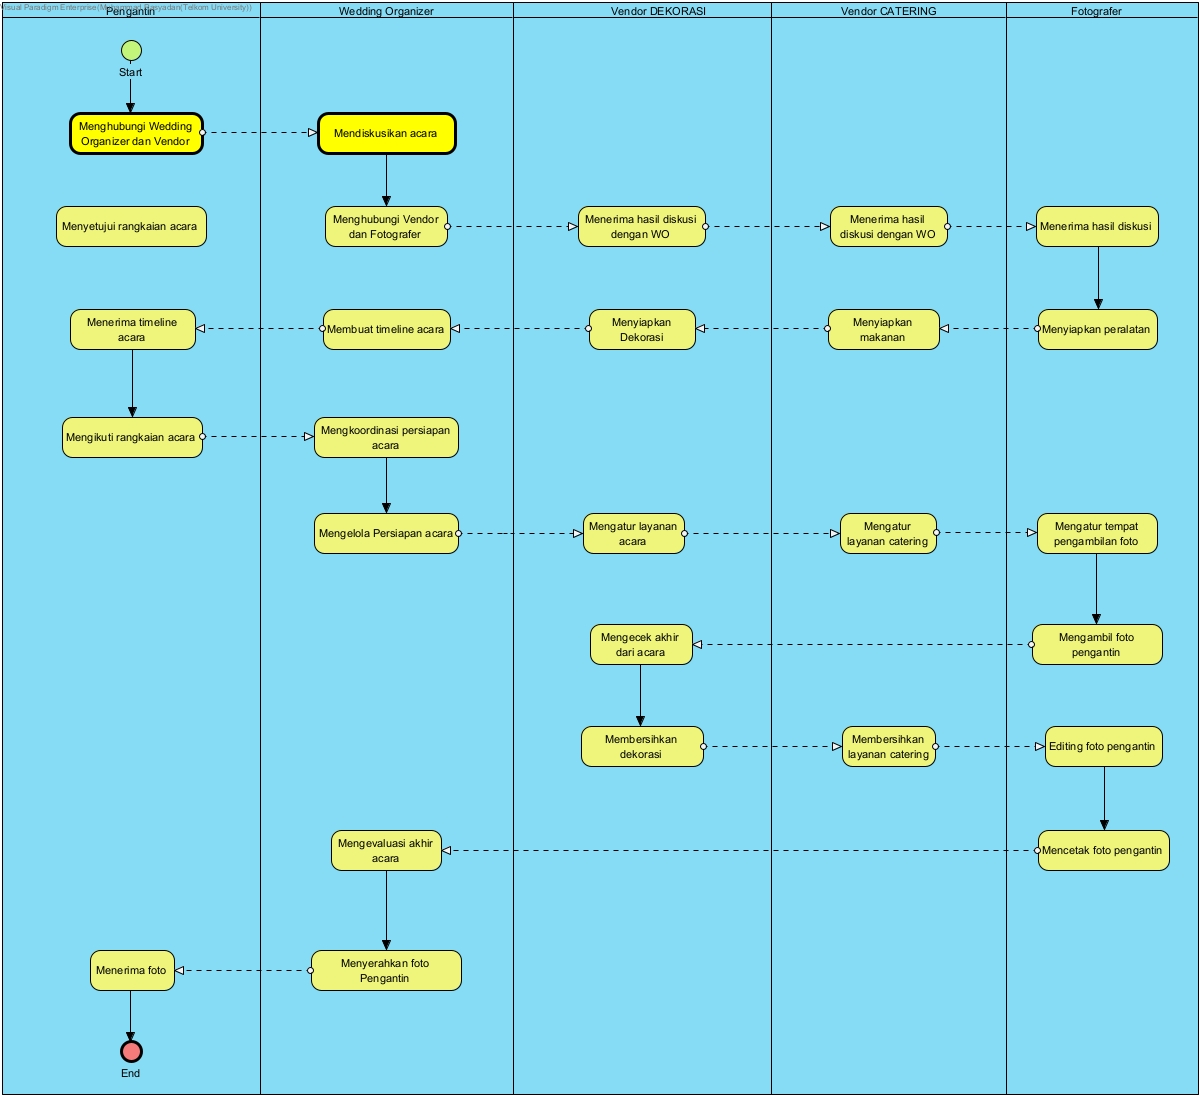 Visual Paradigm Enterprise(Muhammad Rasyadan(Telkom University))
Pengantin
Wedding Organizer
Vendor DEKORASI
Vendor CATERING
Fotografer
Start
Menghubungi Wedding
Organizer dan Vendor
Mendiskusikan acara
Menyetujui rangkaian acara
Menghubungi Vendor
dan Fotografer
Menerima hasil diskusi
dengan WO
Menerima hasil
diskusi dengan WO
Menerima hasil diskusi
Menerima timeline
acara
Membuat timeline acara
Menyiapkan
Dekorasi
Menyiapkan
makanan
Menyiapkan peralatan
Mengikuti rangkaian acara
Mengkoordinasi persiapan
acara
Mengelola Persiapan acara
Mengatur layanan
acara
Mengatur
layanan catering
Mengatur tempat
pengambilan foto
Mengecek akhir
dari acara
Mengambil foto
pengantin
Membersihkan
dekorasi
Membersihkan
layanan catering
Editing foto pengantin
Mengevaluasi akhir
acara
Mencetak foto pengantin
Menerima foto
Menyerahkan foto
Pengantin
End